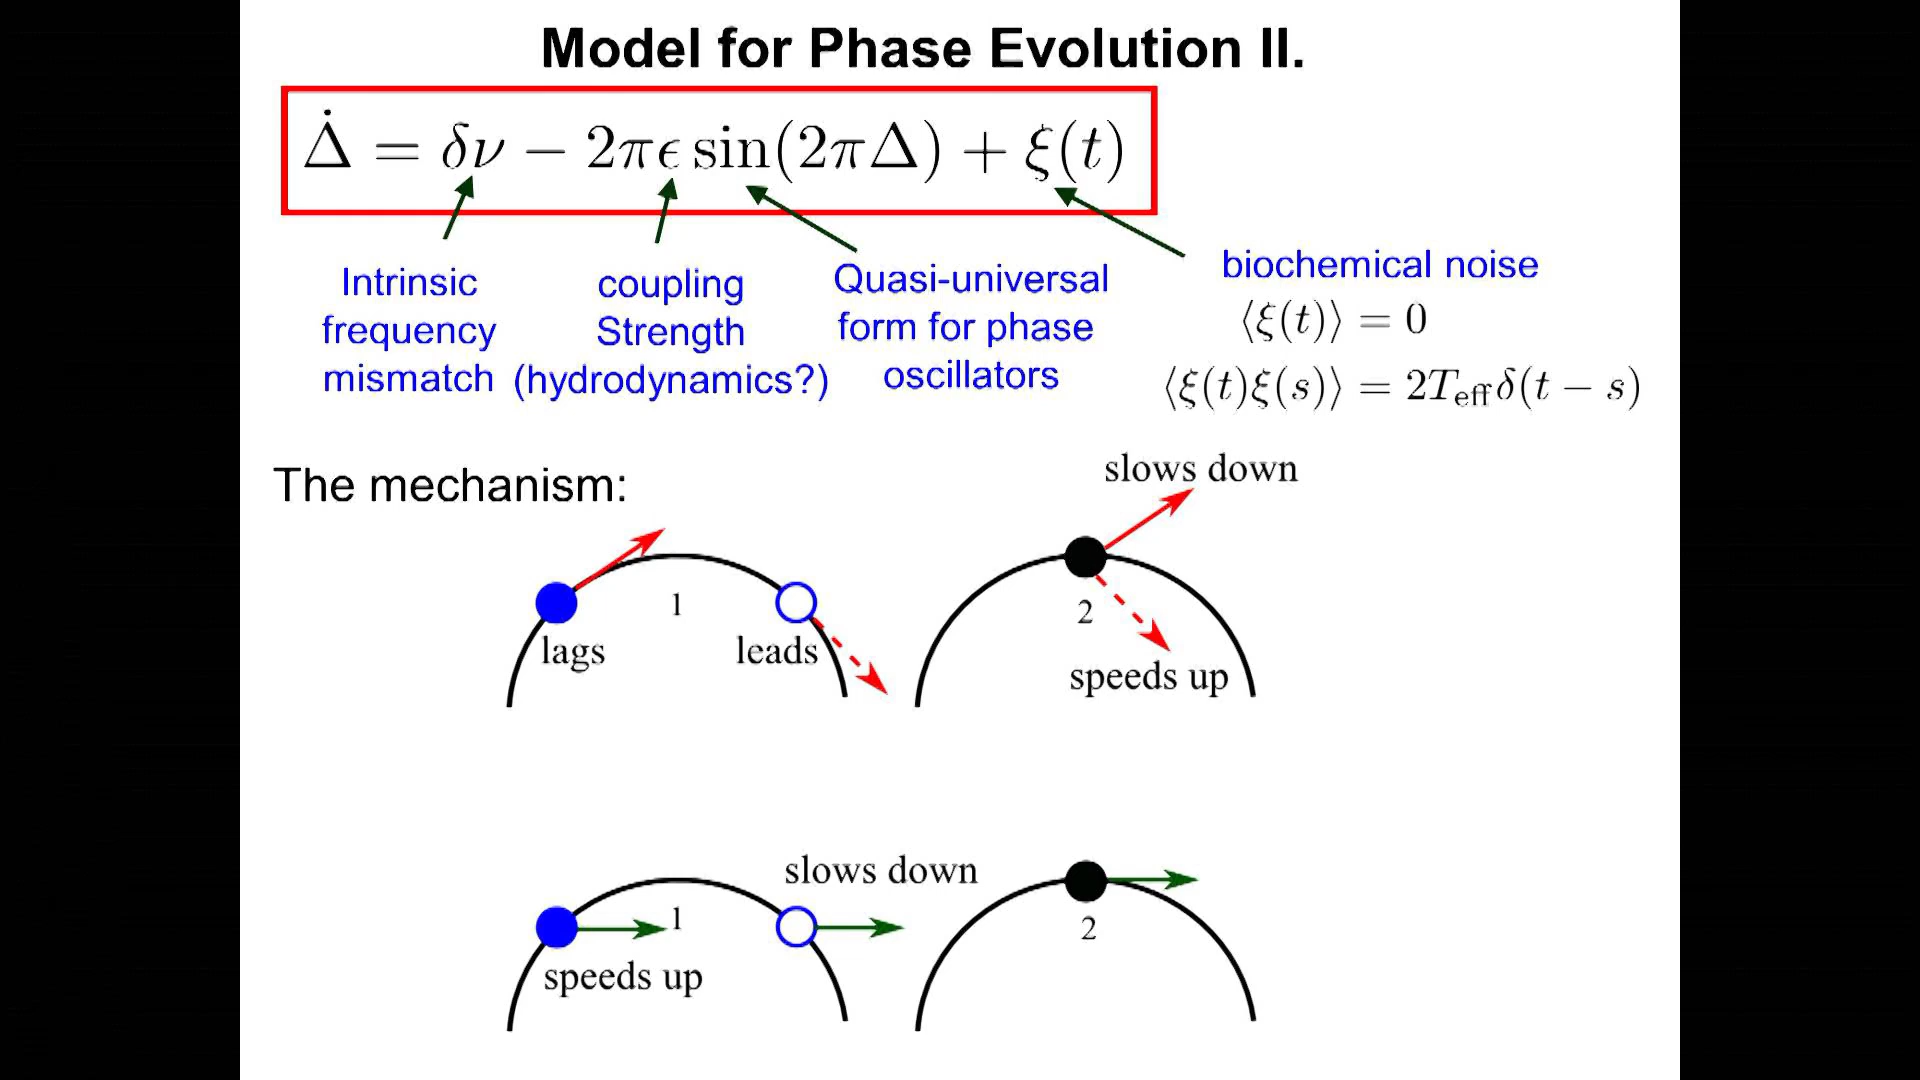 Model for Phase Evolution II.
Δ̇ = δν − 2πϵ sin(2πΔ) + ξ(t)
Intrinsic
frequency
mismatch
coupling
Strength
(hydrodynamics?)
Quasi-universal
form for phase
oscillators
biochemical noise
⟨ξ(t)⟩ = 0
⟨ξ(t)ξ(s)⟩ = 2T_eff δ(t − s)
The mechanism:
slows down
1
2
lags
leads
speeds up
slows down
1
2
speeds up